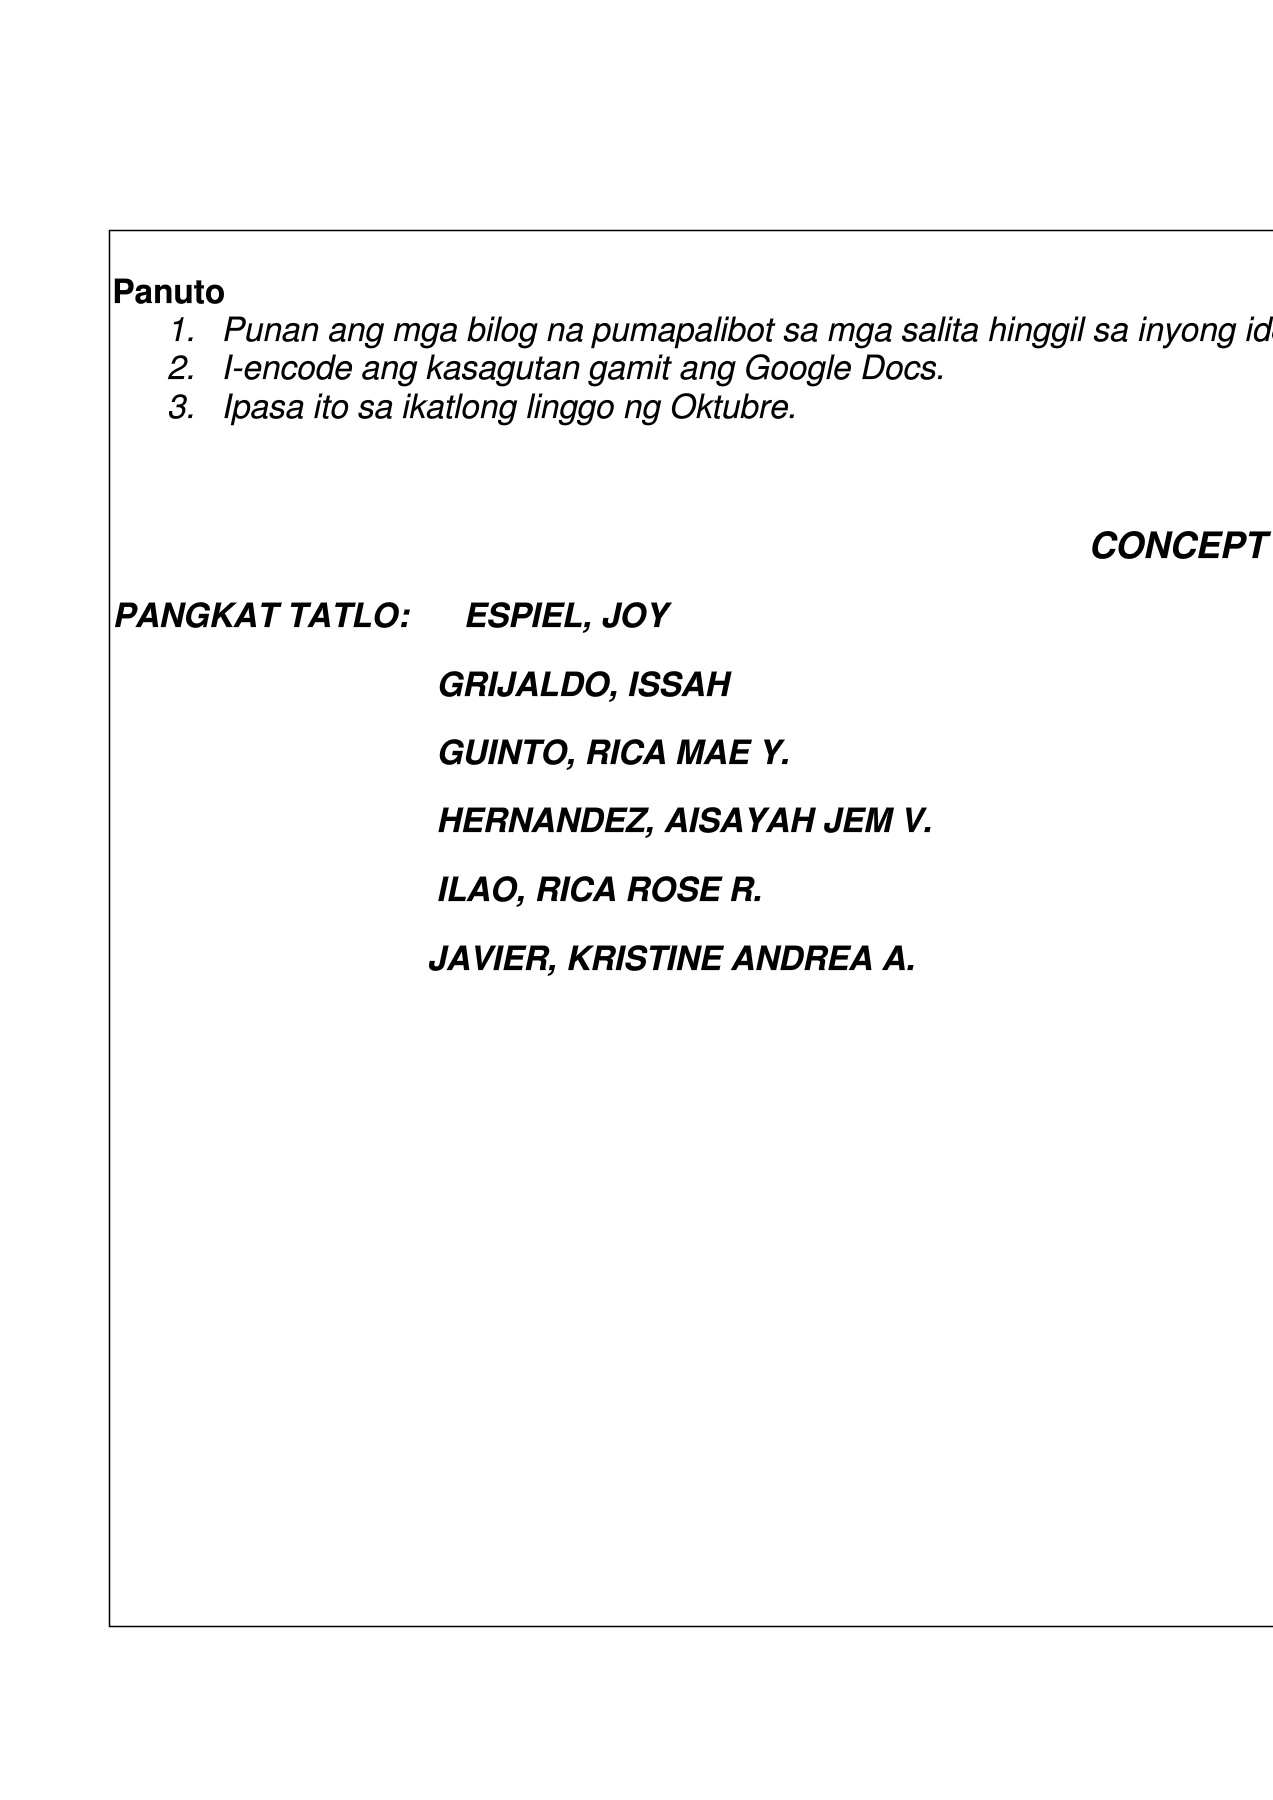 Panuto
1. Punan ang mga bilog na pumapalibot sa mga salita hinggil sa inyong
2. I-encode ang kasagutan gamit ang Google Docs.
3. Ipasa ito sa ikatlong linggo ng Oktubre.
CONCEPT
PANGKAT TATLO: ESPIEL, JOY
GRIJALDO, ISSAH
GUINTO, RICA MAE Y.
HERNANDEZ, AISAYAH JEM V.
ILAO, RICA ROSE R.
JAVIER, KRISTINE ANDREA A.